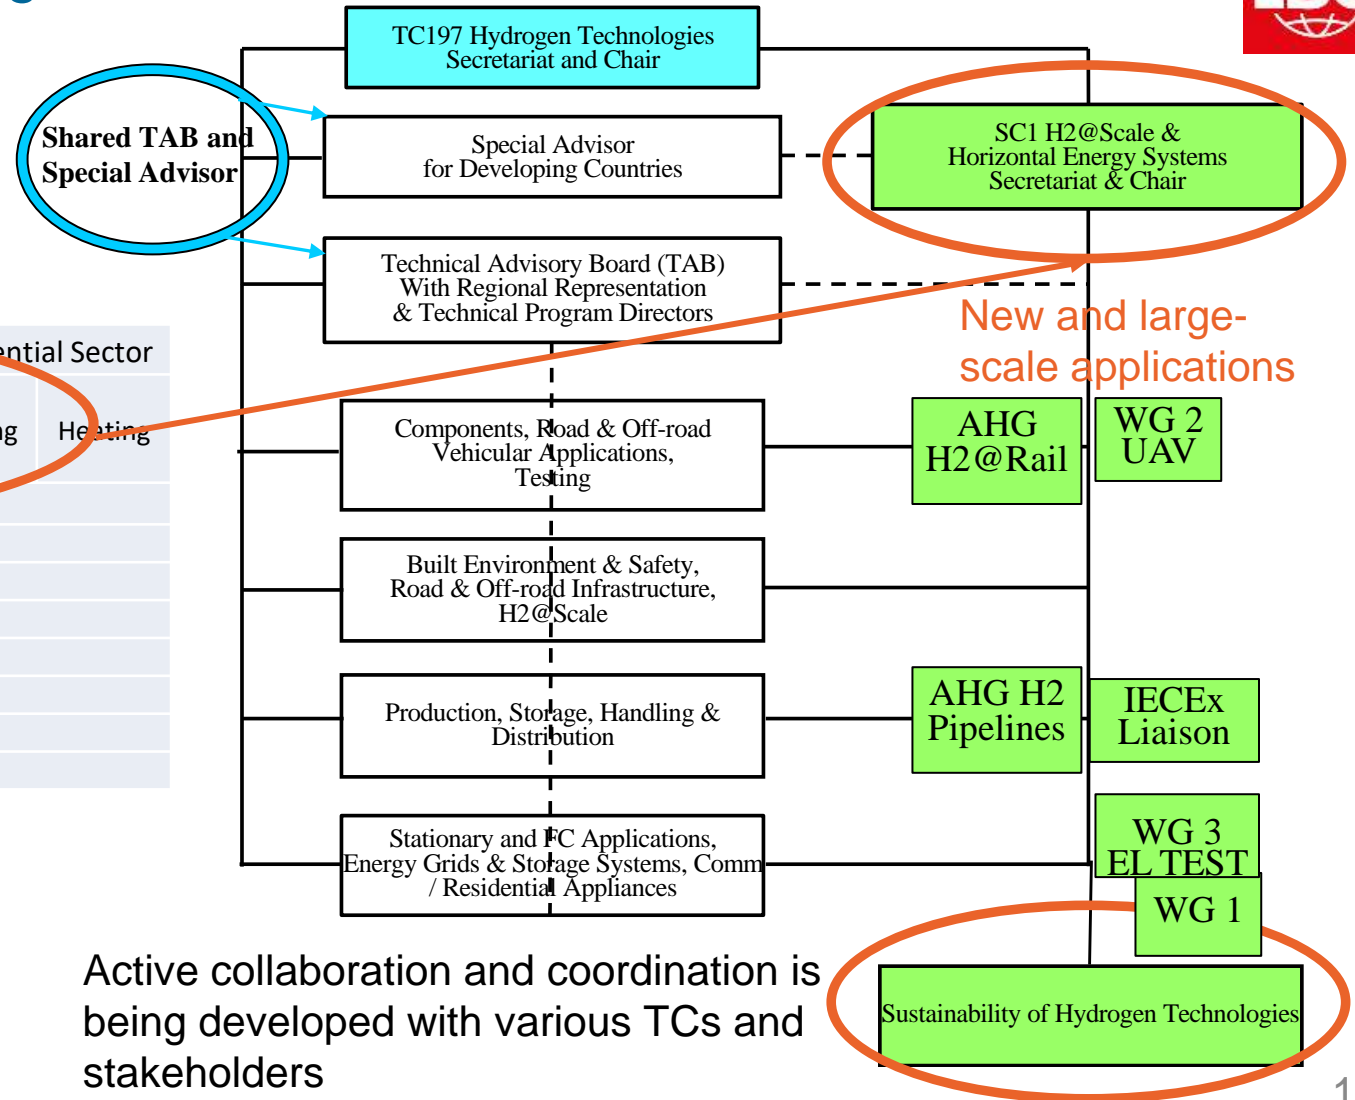 TC197 Hydrogen Technologies
Secretariat and Chair
Shared TAB and
Special Advisor
Special Advisor
for Developing Countries
SC1 H2@Scale &
Horizontal Energy Systems
Secretariat & Chair
Technical Advisory Board (TAB)
With Regional Representation
& Technical Program Directors
New and large-
scale applications
ential Sector
Heating
Components, Road & Off-road
Vehicular Applications,
Testing
AHG
H2@Rail
WG 2
UAV
Built Environment & Safety,
Road & Off-road Infrastructure,
H2@Scale
Production, Storage, Handling &
Distribution
AHG H2
Pipelines
IECEx
Liaison
Stationary and FC Applications,
Energy Grids & Storage Systems, Comm
/ Residential Appliances
WG 3
EL TEST
WG 1
Sustainability of Hydrogen Technologies
Active collaboration and coordination is
being developed with various TCs and
stakeholders
1